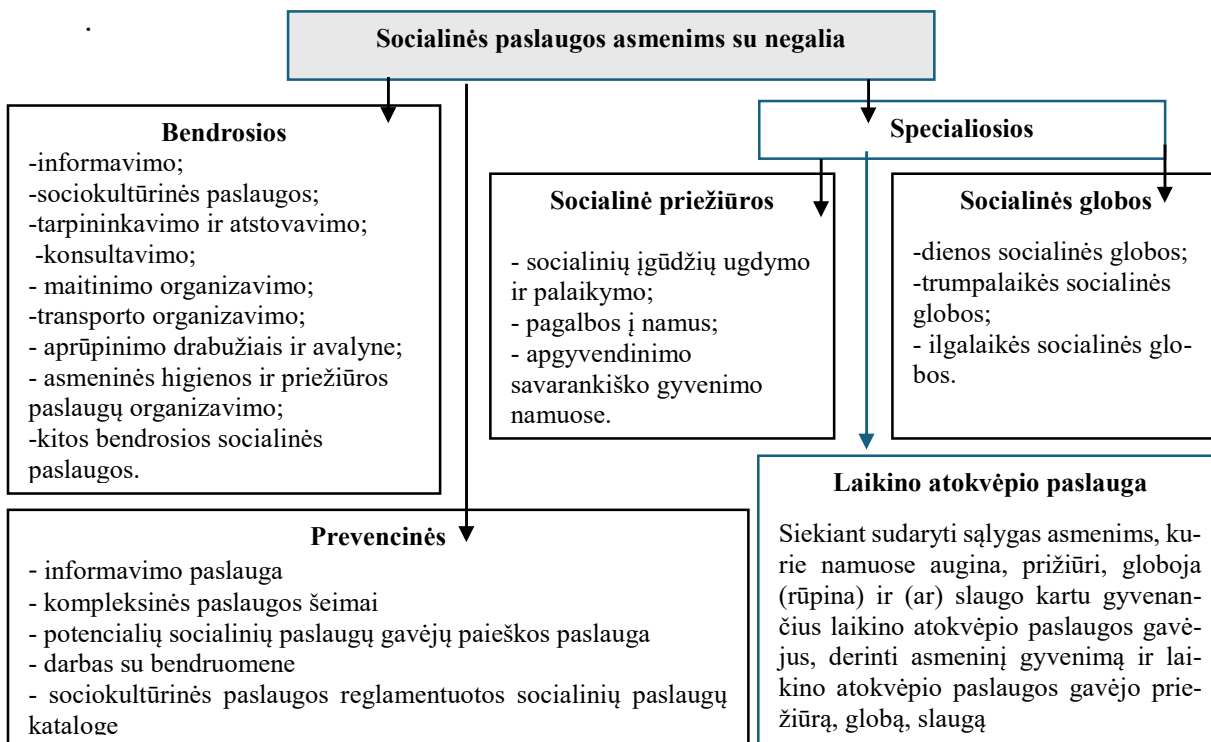 Socialinės paslaugos asmenims su negalia
Bendrosios
-informavimo;
-sociokultūrinės paslaugos;
-tarpininkavimo ir atstovavimo;
-konsultavimo;
- maitinimo organizavimo;
-transporto organizavimo;
- aprūpinimo drabužiais ir avalyne;
- asmeninės higienos ir priežiūros
paslaugų organizavimo;
-kitos bendrosios socialinės
paslaugos.
Specialiosios
Socialinė priežiūros
- socialinių įgūdžių ugdymo
ir palaikymo;
- pagalbos į namus;
- apgyvendinimo
savarankiško gyvenimo
namuose.
Socialinės globos
-dienos socialinės globos;
-trumpalaikės socialinės
globos;
- ilgalaikės socialinės glo-
bos.
Prevencinės
- informavimo paslauga
- kompleksinės paslaugos šeimai
- potencialių socialinių paslaugų gavėjų paieškos paslauga
- darbas su bendruomene
- sociokultūrinės paslaugos reglamentuotos socialinių paslaugų
kataloge
Laikino atokvėpio paslauga
Siekiant sudaryti sąlygas asmenims, ku-
rie namuose augina, prižiūri, globoja
(rūpina) ir (ar) slaugo kartu gyvenan-
čius laikino atokvėpio paslaugos gavė-
jus, derinti asmeninį gyvenimą ir lai-
kino atokvėpio paslaugos gavėjo prie-
žiūrą, globą, slaugą